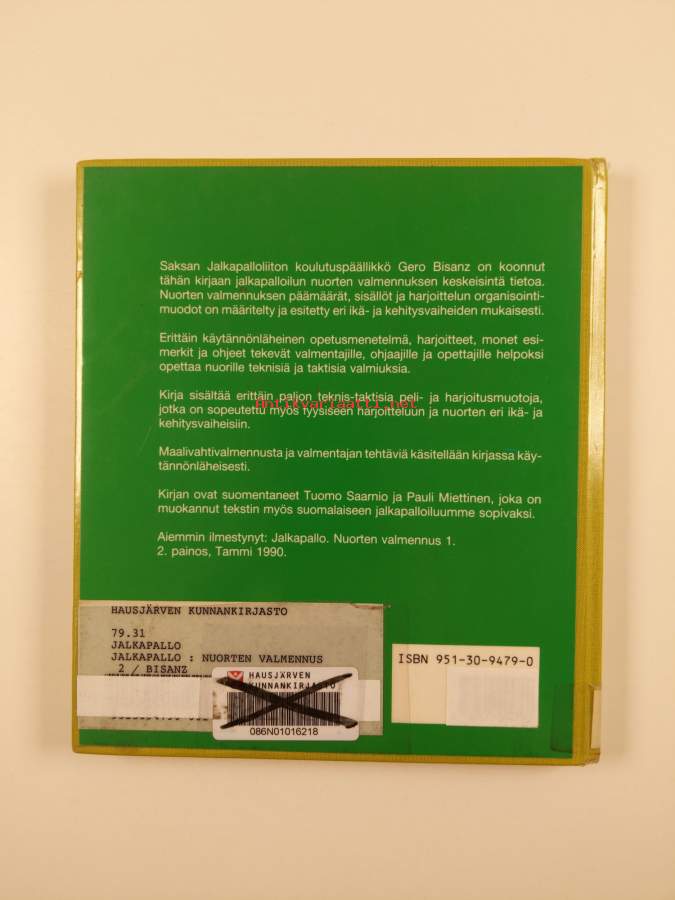 Saksan Jalkapalloliiton koulutuspäällikkö Gero Bisanz on koonnut
tähän kirjaan jalkapalloilun nuorten valmennuksen keskeisintä tietoa.
Nuorten valmennuksen päämäärät, sisällöt ja harjoittelun organisointi-
muodot on määritelty ja esitetty eri ikä- ja kehitysvaiheiden mukaisesti.
Erittäin käytännönläheinen opetusmenetelmä, harjoitteet, monet esi-
merkit ja ohjeet tekevät valmentajille, ohjaajille ja opettajille helpoksi
opettaa nuorille teknisiä ja taktisia valmiuksia.
Kirja sisältää erittäin paljon teknis-taktisia peli- ja harjoitusmuotoja,
Antikvariaatti.net
jotka on sopeutettu myös fyysiseen harjoitteluun ja nuorten eri ikä- ja
kehitysvaiheisiin.
Maalivahtivalmennusta ja valmentajan tehtäviä käsitellään kirjassa käy-
tännönläheisesti.
Kirjan ovat suomentaneet Tuomo Saarnio ja Pauli Miettinen, joka on
muokannut tekstin myös suomalaiseen jalkapalloiluumme sopivaksi.
Aiemmin ilmestynyt: Jalkapallo. Nuorten valmennus 1.
2. painos, Tammi 1990.
HAUSJÄRVEN KUNNANKIRJASTO
79.31
JALKAPALLO
JALKAPALLO : NUORTEN VALMENNUS
2 / BISANZ
HAUSJÄRVEN
KUNNANKIRJASTO
086N01016218
ISBN 951-30-9479-0